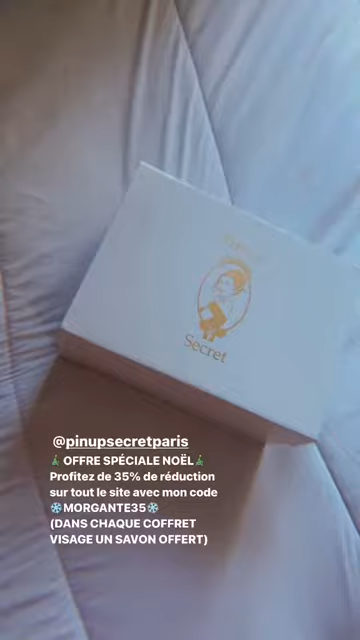 Secret
@pinupsecretparis
🎄OFFRE SPÉCIALE NOËL🎄
Profitez de 35% de réduction
sur tout le site avec mon code
❄️MORGANTE35❄️
(DANS CHAQUE COFFRET
VISAGE UN SAVON OFFERT)